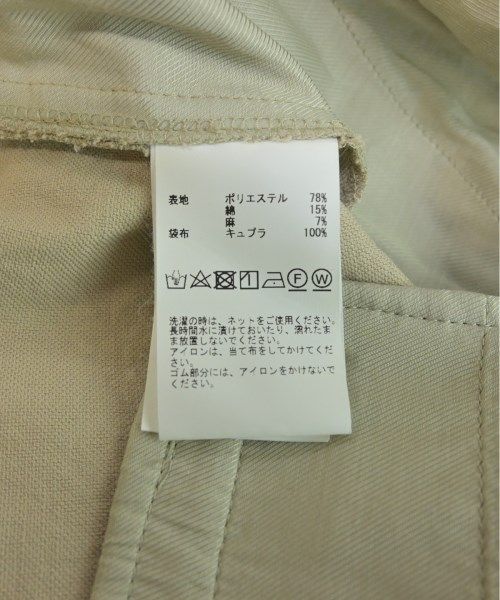 表地 ポリエステル 78%
綿 15%
麻 7%
袋布 キュプラ 100%
F W
洗濯の時は、ネットをご使用ください。
長時間水に漬けておいたり、濡れたま
ま放置しないでください。
アイロンは、当て布をしてかけてくだ
さい。
ゴム部分には、アイロンをかけないで
ください。